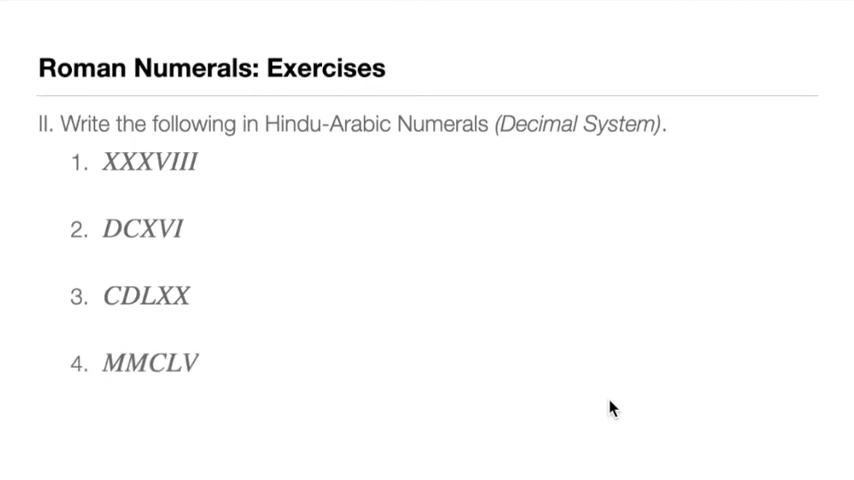 Roman Numerals: Exercises
II. Write the following in Hindu-Arabic Numerals (Decimal System).
1. XXXVIII
2. DCXVI
3. CDLXX
4. MMCLV